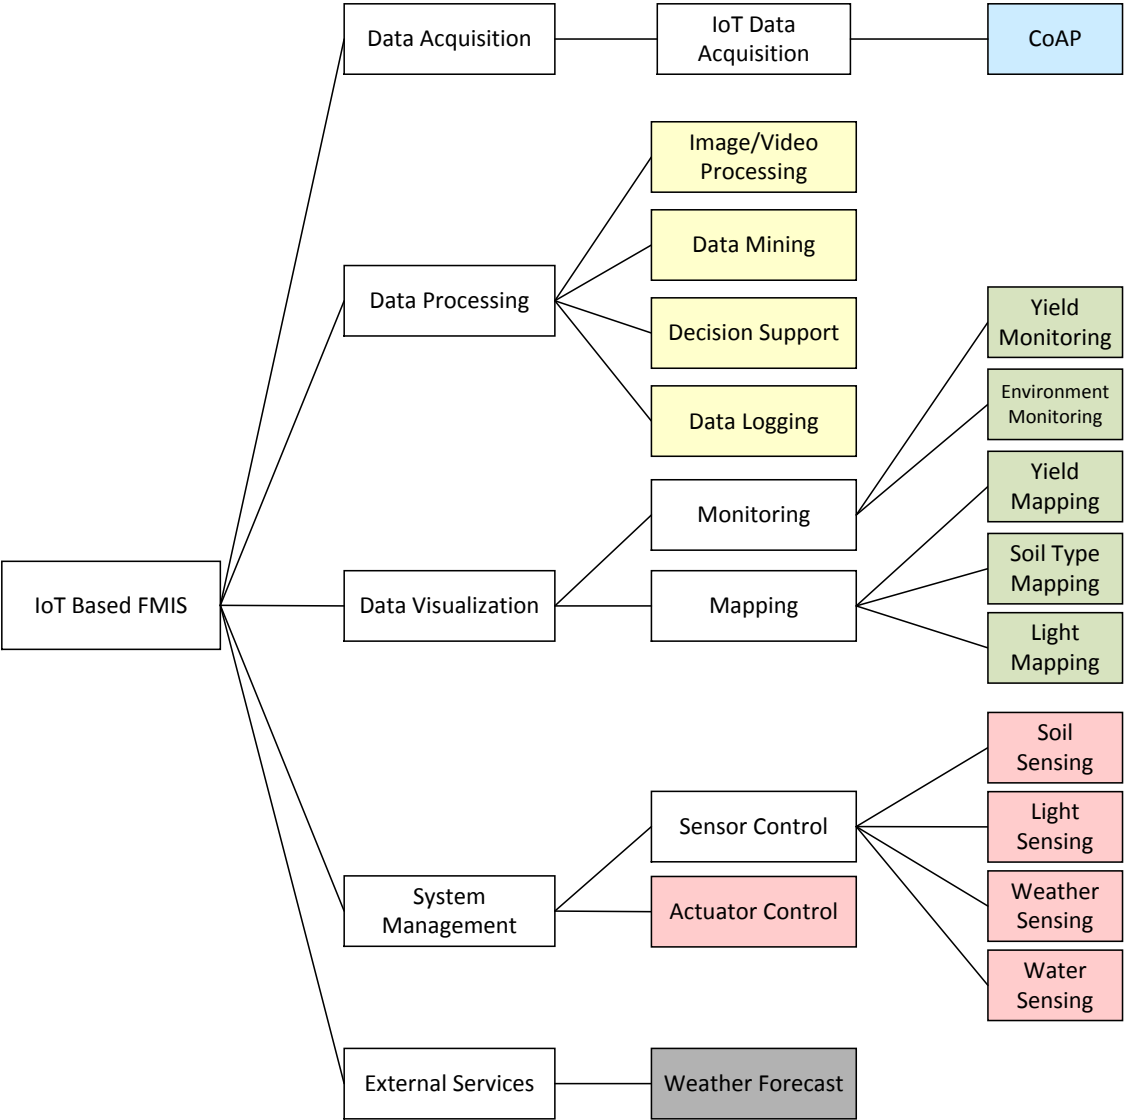 Data Acquisition
IoT Data
Acquisition
CoAP
Image/Video
Processing
Data Mining
Data Processing
Decision Support
Data Logging
Yield
Monitoring
Environment
Monitoring
Yield
Mapping
Soil Type
Mapping
Light
Mapping
Monitoring
IoT Based FMIS
Data Visualization
Mapping
Soil
Sensing
Light
Sensing
Weather
Sensing
Water
Sensing
Sensor Control
System
Management
Actuator Control
External Services
Weather Forecast